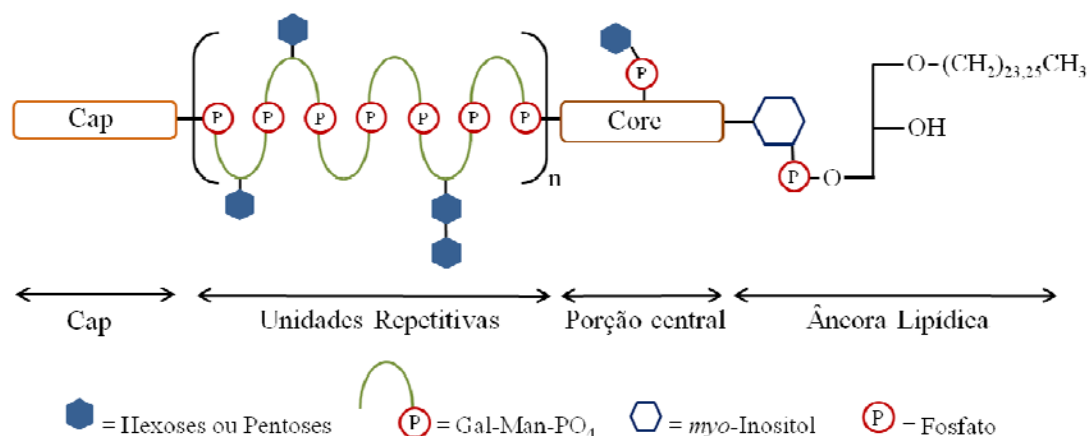 Cap
P P P P P P P
n
P
Core
P
O
O-(CH₂)₂₃,₂₅CH₃
OH
Cap
Unidades Repetitivas
Porção central
Âncora Lipídica
= Hexoses ou Pentoses
P = Gal-Man-PO₄
= myo-Inositol
P = Fosfato